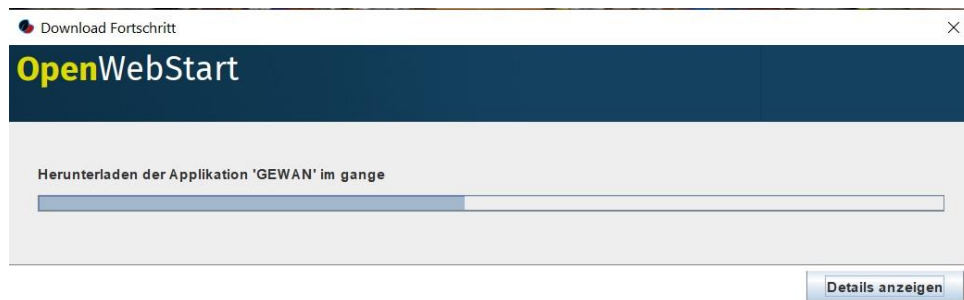 Download Fortschritt
OpenWebStart
Herunterladen der Applikation 'GEWAN' im gange
Details anzeigen